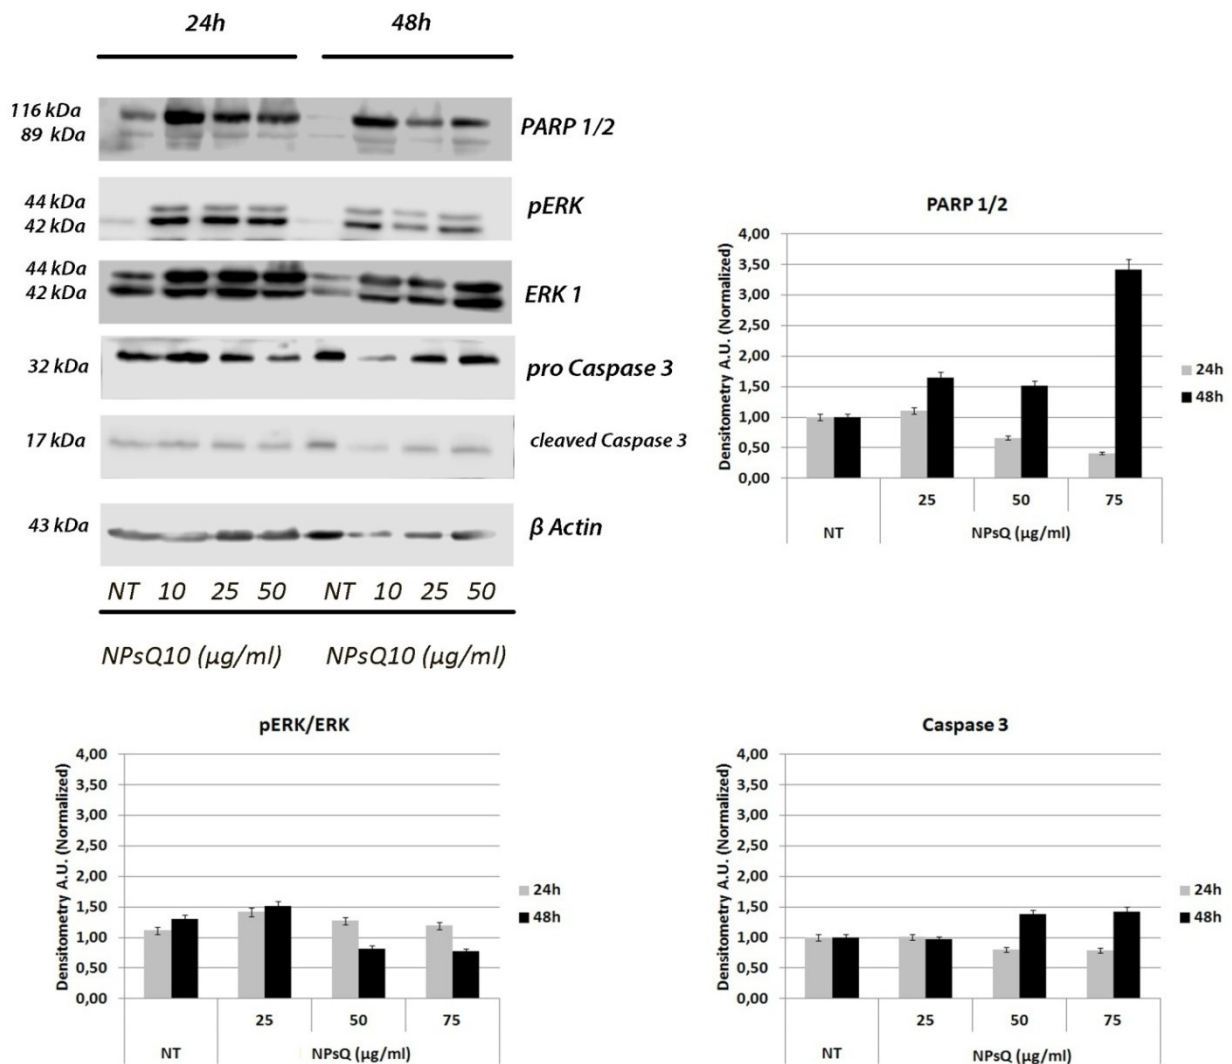 24h 48h
116 kDa
89 kDa
PARP 1/2
44 kDa
42 kDa
pERK
44 kDa
42 kDa
ERK 1
32 kDa
pro Caspase 3
17 kDa
cleaved Caspase 3
43 kDa
β Actin
NT 10 25 50 NT 10 25 50
NPsQ10 (µg/ml) NPsQ10 (µg/ml)
PARP 1/2
Densitometry A.U. (Normalized)
4,00
3,50
3,00
2,50
2,00
1,50
1,00
0,50
0,00
25 50 75
NT NPsQ (µg/ml)
24h
48h
pERK/ERK
Densitometry A.U. (Normalized)
4,00
3,50
3,00
2,50
2,00
1,50
1,00
0,50
0,00
25 50 75
NT NPsQ (µg/ml)
24h
48h
Caspase 3
Densitometry A.U. (Normalized)
4,00
3,50
3,00
2,50
2,00
1,50
1,00
0,50
0,00
25 50 75
NT NPsQ (µg/ml)
24h
48h